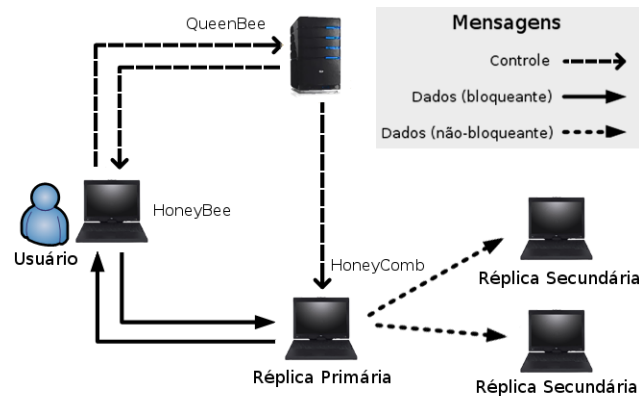 QueenBee
Mensagens
Controle
Dados (bloqueante)
Dados (não-bloqueante)
HoneyBee
Usuário
HoneyComb
Réplica Secundária
Réplica Primária
Réplica Secundária